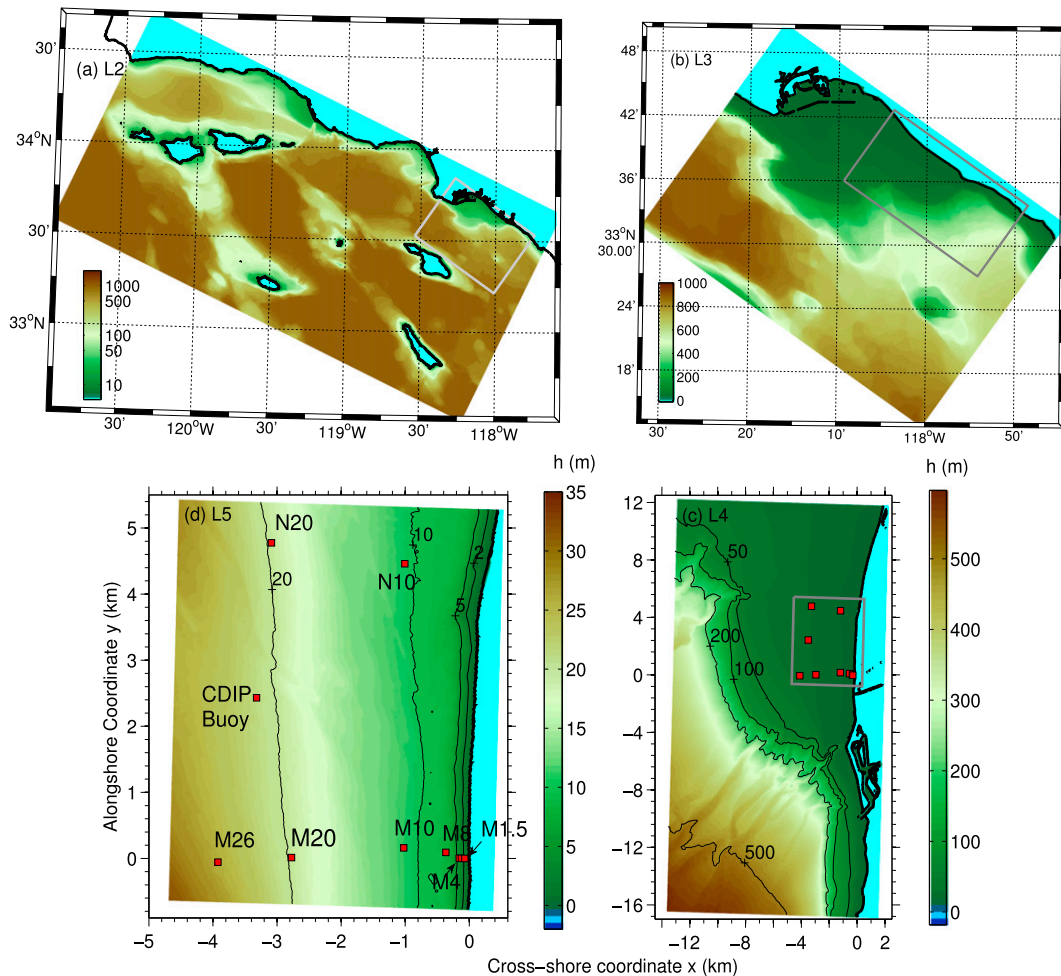 (a) L2
30'
34°N
30'
33°N
1000
500
100
50
10
30'
120°W
30'
119°W
30'
118°W
(b) L3
48'
42'
36'
33°N
30.00'
24'
18'
1000
800
600
400
200
0
30'
20'
10'
118°W
50'
h (m)
(d) L5
N20
20
10
N10
2
5
CDIP
Buoy
M26
M20
M10
M8
M1.5
M4
5
4
3
2
1
0
Alongshore Coordinate y (km)
−5
−4
−3
−2
−1
0
35
30
25
20
15
10
5
0
h (m)
(c) L4
50
200
100
500
12
8
4
0
−4
−8
−12
−16
−12
−8
−4
0
2
500
400
300
200
100
0
Cross−shore coordinate x (km)